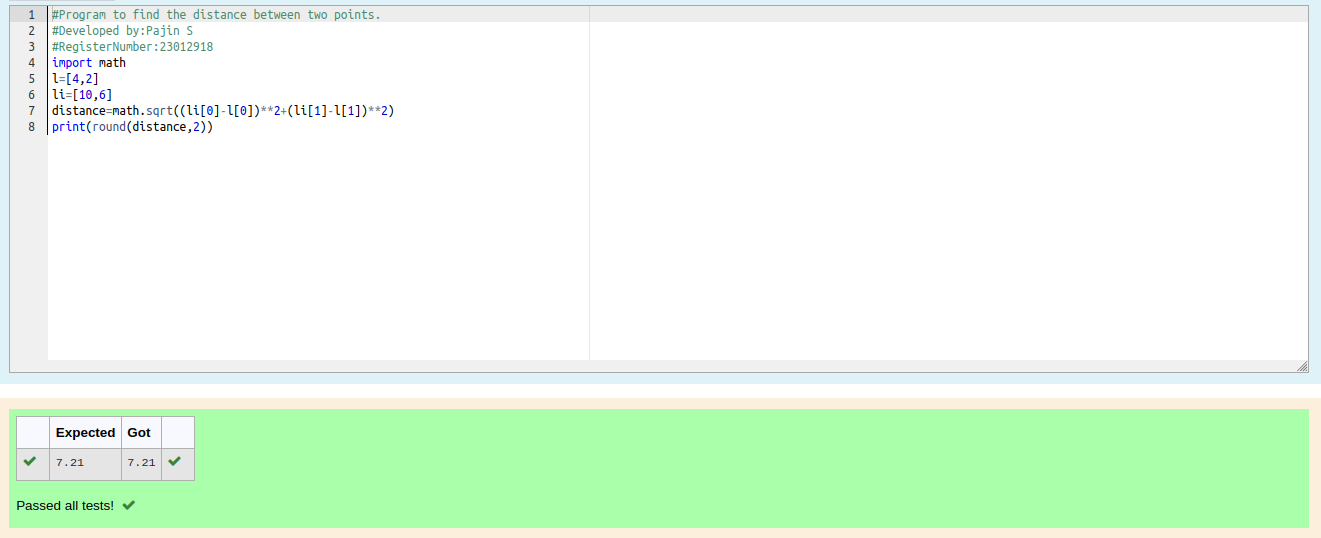 1 #Program to find the distance between two points.
2 #Developed by:Pajin S
3 #RegisterNumber:23012918
4 import math
5 l=[4,2]
6 li=[10,6]
7 distance=math.sqrt((li[0]-l[0])**2+(li[1]-l[1])**2)
8 print(round(distance,2))
Expected Got
7.21 7.21
Passed all tests!